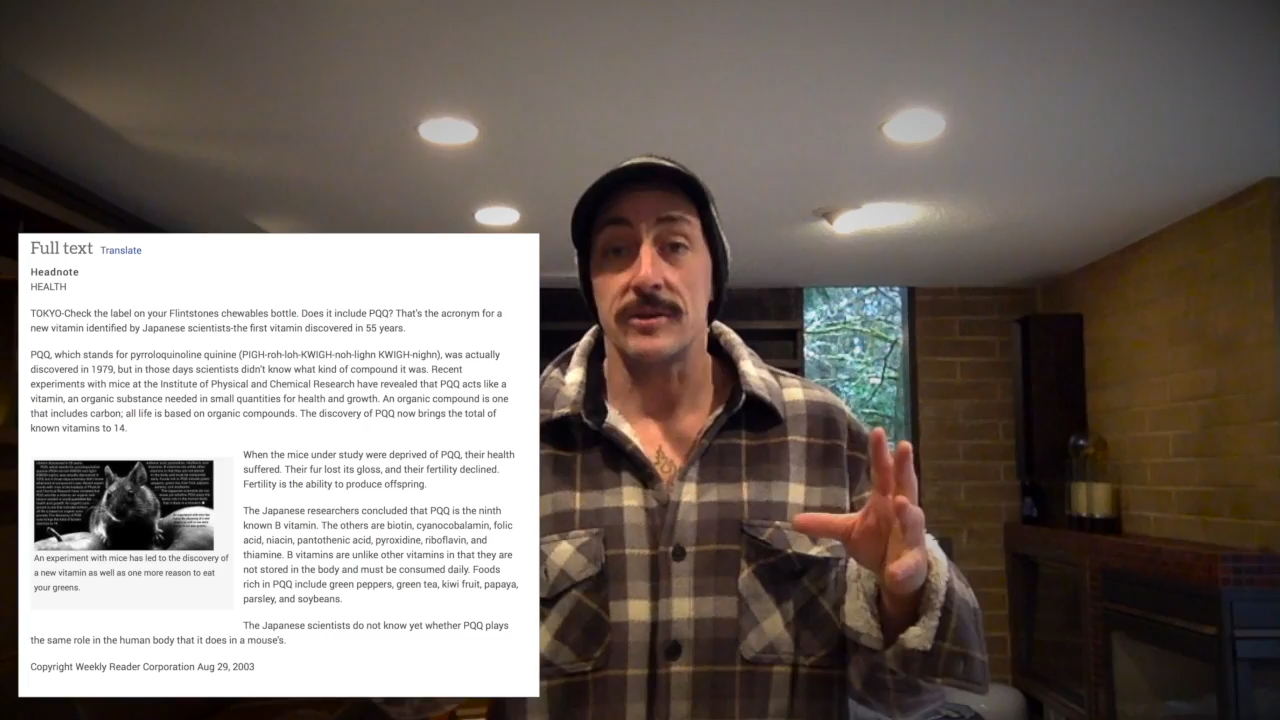 Full text Translate
Headnote
HEALTH
TOKYO-Check the label on your Flintstones chewables bottle. Does it include PQQ? That's the acronym for a
new vitamin identified by Japanese scientists-the first vitamin discovered in 55 years.
PQQ, which stands for pyrroloquinoline quinine (PIGH-roh-loh-KWIGH-noh-lighn KWIGH-nighn), was actually
discovered in 1979, but in those days scientists didn't know what kind of compound it was. Recent
experiments with mice at the Institute of Physical and Chemical Research have revealed that PQQ acts like a
vitamin, an organic substance needed in small quantities for health and growth. An organic compound is one
that includes carbon; all life is based on organic compounds. The discovery of PQQ now brings the total of
known vitamins to 14.
When the mice under study were deprived of PQQ, their health
suffered. Their fur lost its gloss, and their fertility declined.
Fertility is the ability to produce offspring.
The Japanese researchers concluded that PQQ is the ninth
known B vitamin. The others are biotin, cyanocobalamin, folic
acid, niacin, pantothenic acid, pyroxidine, riboflavin, and
thiamine. B vitamins are unlike other vitamins in that they are
not stored in the body and must be consumed daily. Foods
rich in PQQ include green peppers, green tea, kiwi fruit, papaya,
parsley, and soybeans.
An experiment with mice has led to the discovery of
a new vitamin as well as one more reason to eat
your greens.
The Japanese scientists do not know yet whether PQQ plays
the same role in the human body that it does in a mouse's.
Copyright Weekly Reader Corporation Aug 29, 2003